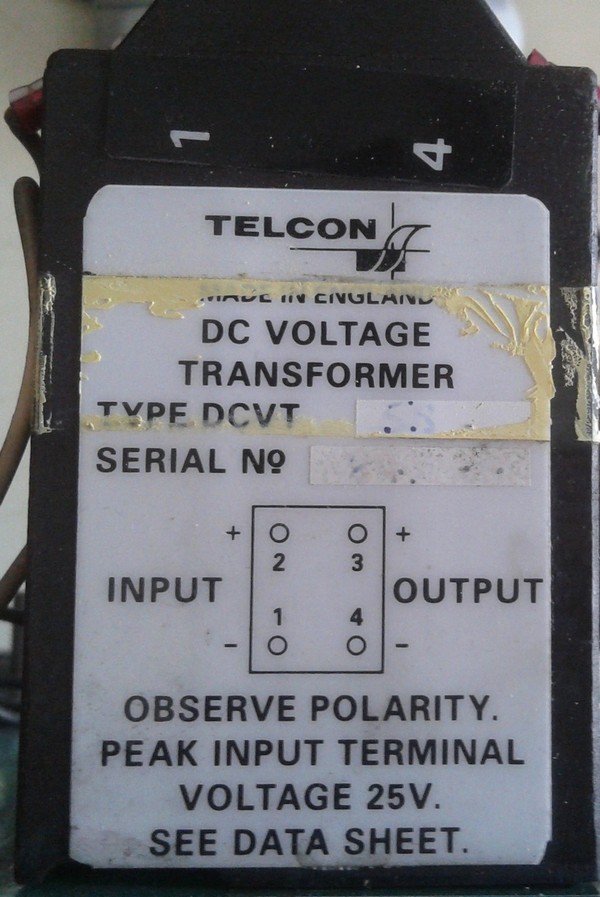 1 4
TELCON
MADE IN ENGLAND
DC VOLTAGE
TRANSFORMER
TYPE DCVT
SERIAL Nº
+ +
2 3
INPUT OUTPUT
1 4
- -
OBSERVE POLARITY.
PEAK INPUT TERMINAL
VOLTAGE 25V.
SEE DATA SHEET.